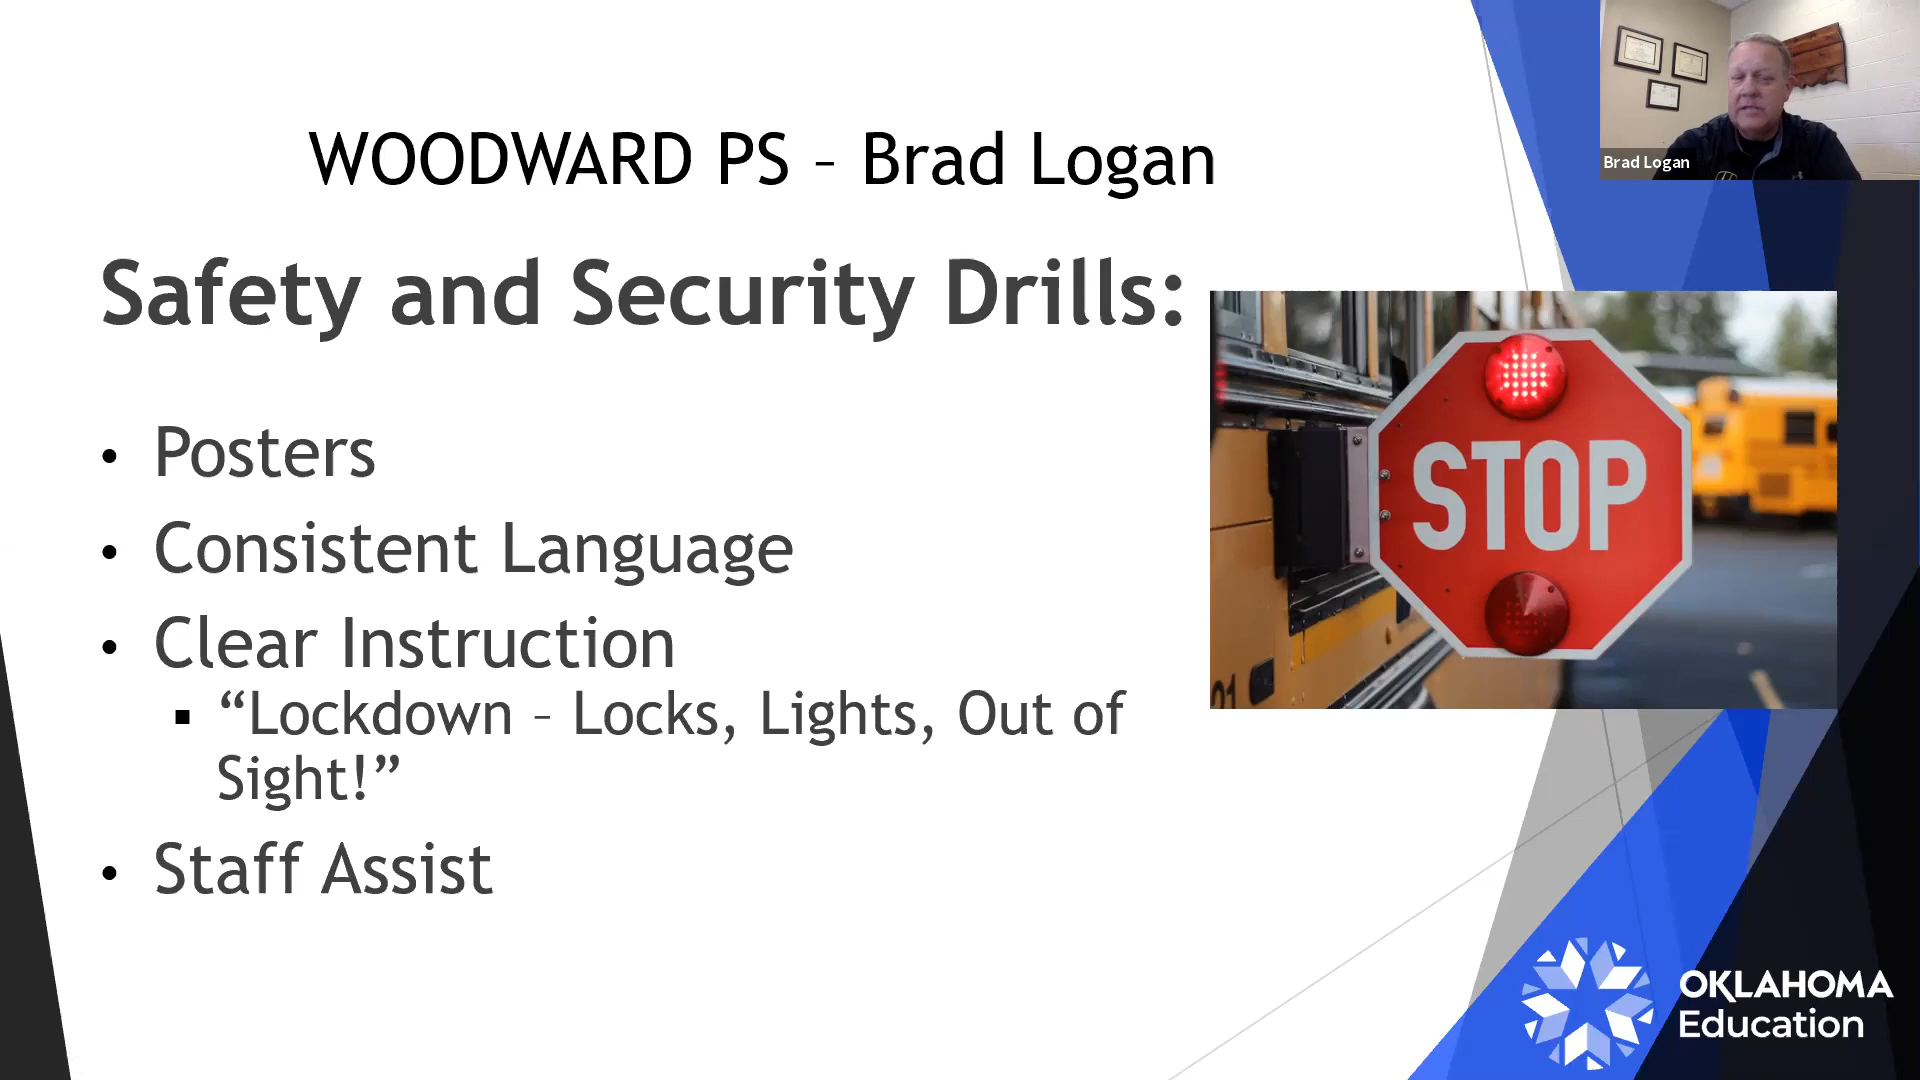 WOODWARD PS – Brad Logan
Brad Logan
Safety and Security Drills:
• Posters
• Consistent Language
• Clear Instruction
▪ “Lockdown – Locks, Lights, Out of
Sight!”
• Staff Assist
STOP
01
OKLAHOMA
Education